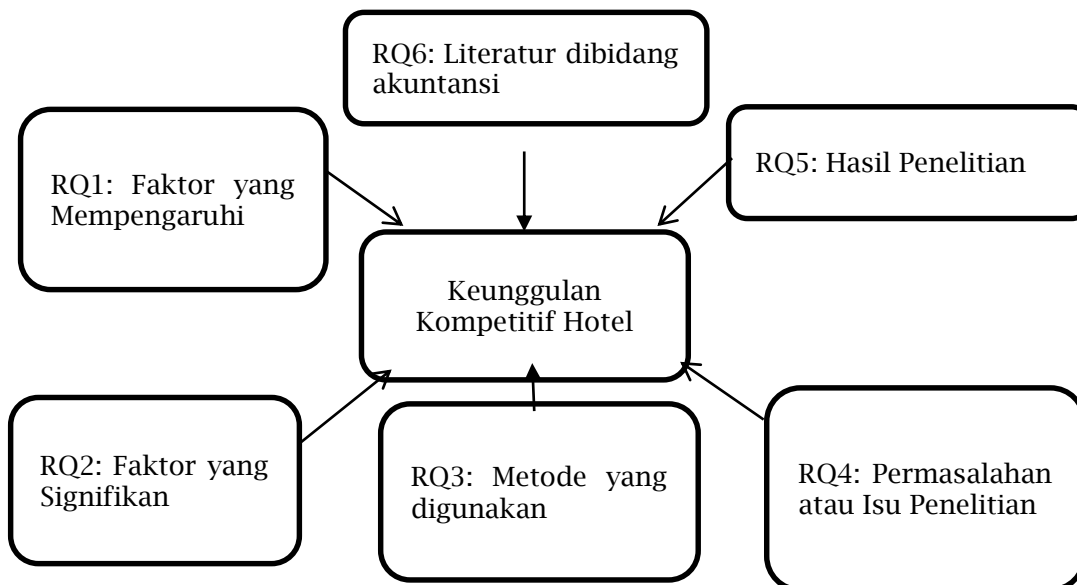 RQ6: Literatur dibidang
akuntansi
RQ1: Faktor yang
Mempengaruhi
RQ5: Hasil Penelitian
Keunggulan
Kompetitif Hotel
RQ2: Faktor yang
Signifikan
RQ3: Metode yang
digunakan
RQ4: Permasalahan
atau Isu Penelitian